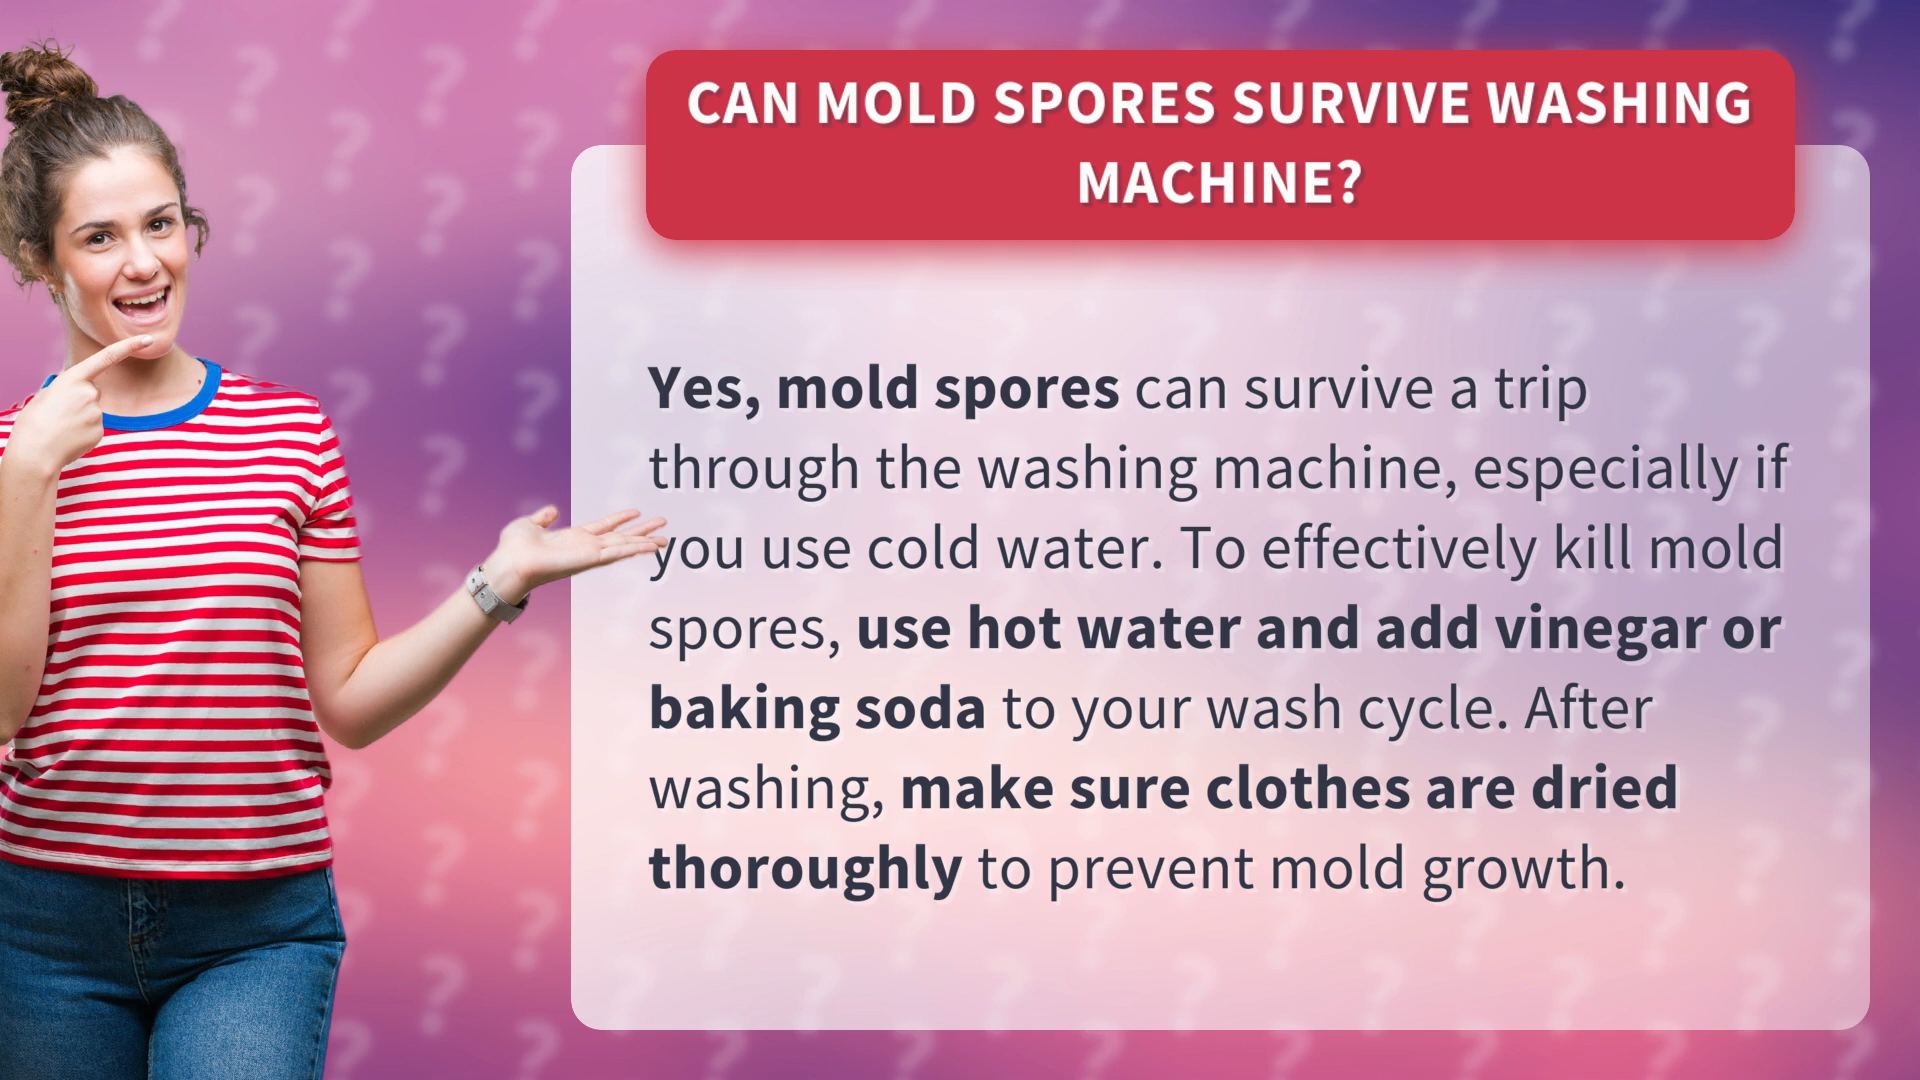 CAN MOLD SPORES SURVIVE WASHING
MACHINE?
Yes, mold spores can survive a trip
through the washing machine, especially if
you use cold water. To effectively kill mold
spores, use hot water and add vinegar or
baking soda to your wash cycle. After
washing, make sure clothes are dried
thoroughly to prevent mold growth.